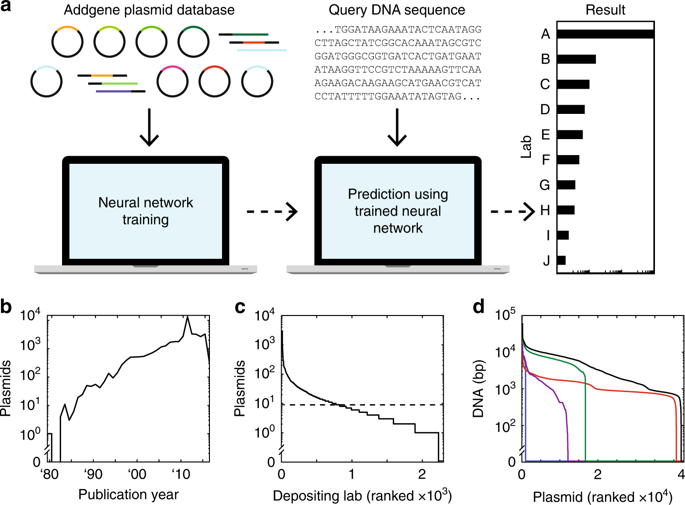 a
Addgene plasmid database
Query DNA sequence
Result
...TGGATAAGAAATACTCAATAGG
CTTAGCTATCGGCACAAATAGCGTC
GGATGGGCGGTGATCACTGATGAAT
ATAAGGTTCCGTCTAAAAAGTTCAA
AGAAGACAAGAAGCATGAACGTCAT
CCTATTTTTGGAAATATAGTAG...
Neural network
training
Prediction using
trained neural
network
Lab
A
B
C
D
E
F
G
H
I
J
b
Plasmids
10⁴
10³
10²
10¹
10⁰
0
'80
'90
'00
'10
Publication year
c
Plasmids
10⁴
10³
10²
10¹
10⁰
0
0
1
2
Depositing lab (ranked ×10³)
d
DNA (bp)
10⁵
10⁴
10³
10²
0
0
2
4
Plasmid (ranked ×10⁴)